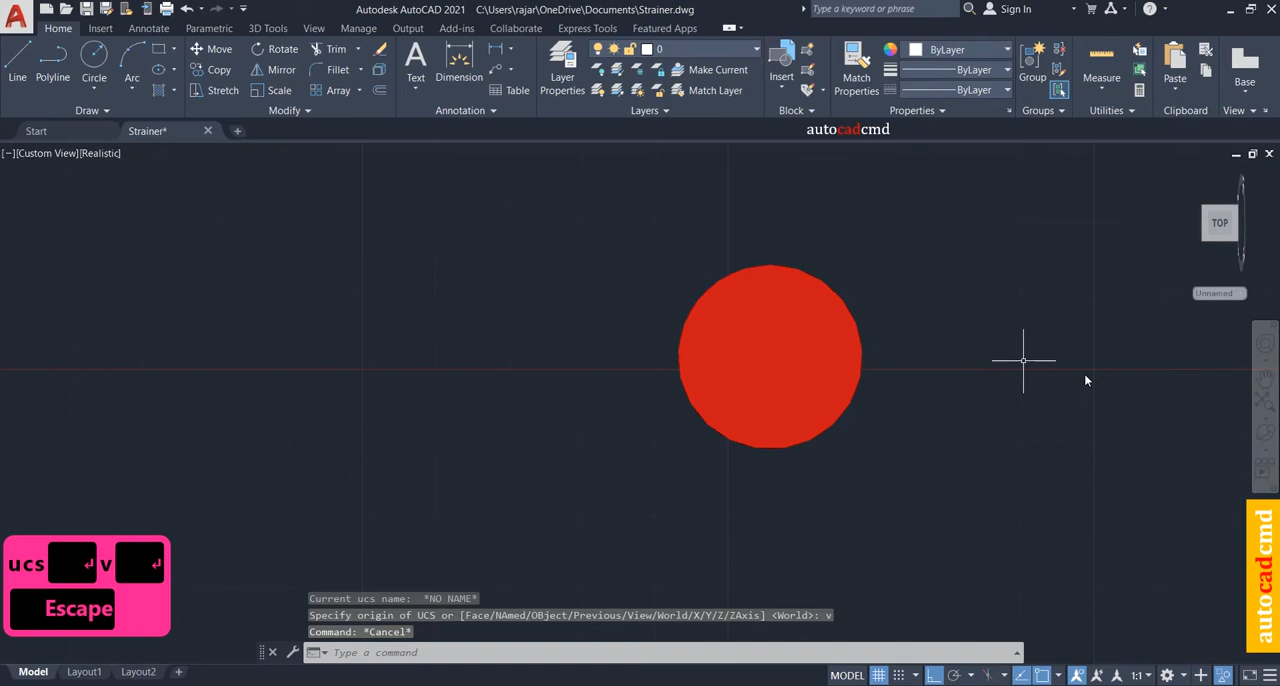 Autodesk AutoCAD 2021 C:\Users\rajar\OneDrive\Documents\Strainer.dwg
Type a keyword or phrase
Sign In
Home Insert Annotate Parametric 3D Tools View Manage Output Add-ins Collaborate Express Tools Featured Apps
Line Polyline Circle Arc
Move Rotate Trim
Copy Mirror Fillet
Stretch Scale Array
Text Dimension Table
Layer Properties
0
Make Current
Match Layer
Insert
Match Properties
ByLayer
ByLayer
ByLayer
Group
Measure
Paste
Base
Draw Modify Annotation Layers Block Properties Groups Utilities Clipboard View
Start Strainer* autocadcmd
[−][Custom View][Realistic]
TOP
Unnamed
ucs v
Escape
Current ucs name: *NO NAME*
Specify origin of UCS or [Face/NAmed/OBject/Previous/View/World/X/Y/Z/ZAxis] <World>: v
Command: *Cancel*
Type a command
autocadcmd
Model Layout1 Layout2 MODEL 1:1